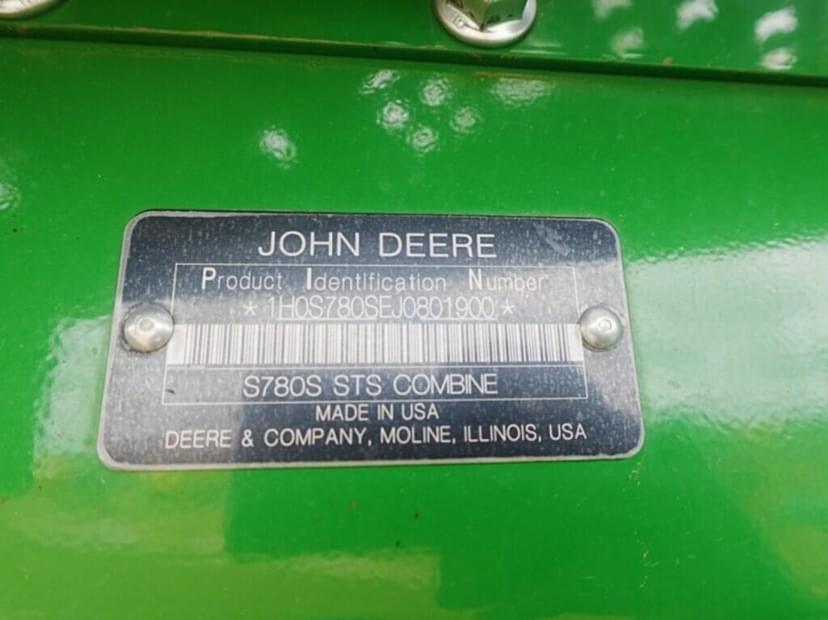 JOHN DEERE
Product Identification Number
*1H0S780SEJ0801900*
S780S STS COMBINE
MADE IN USA
DEERE & COMPANY, MOLINE, ILLINOIS, USA